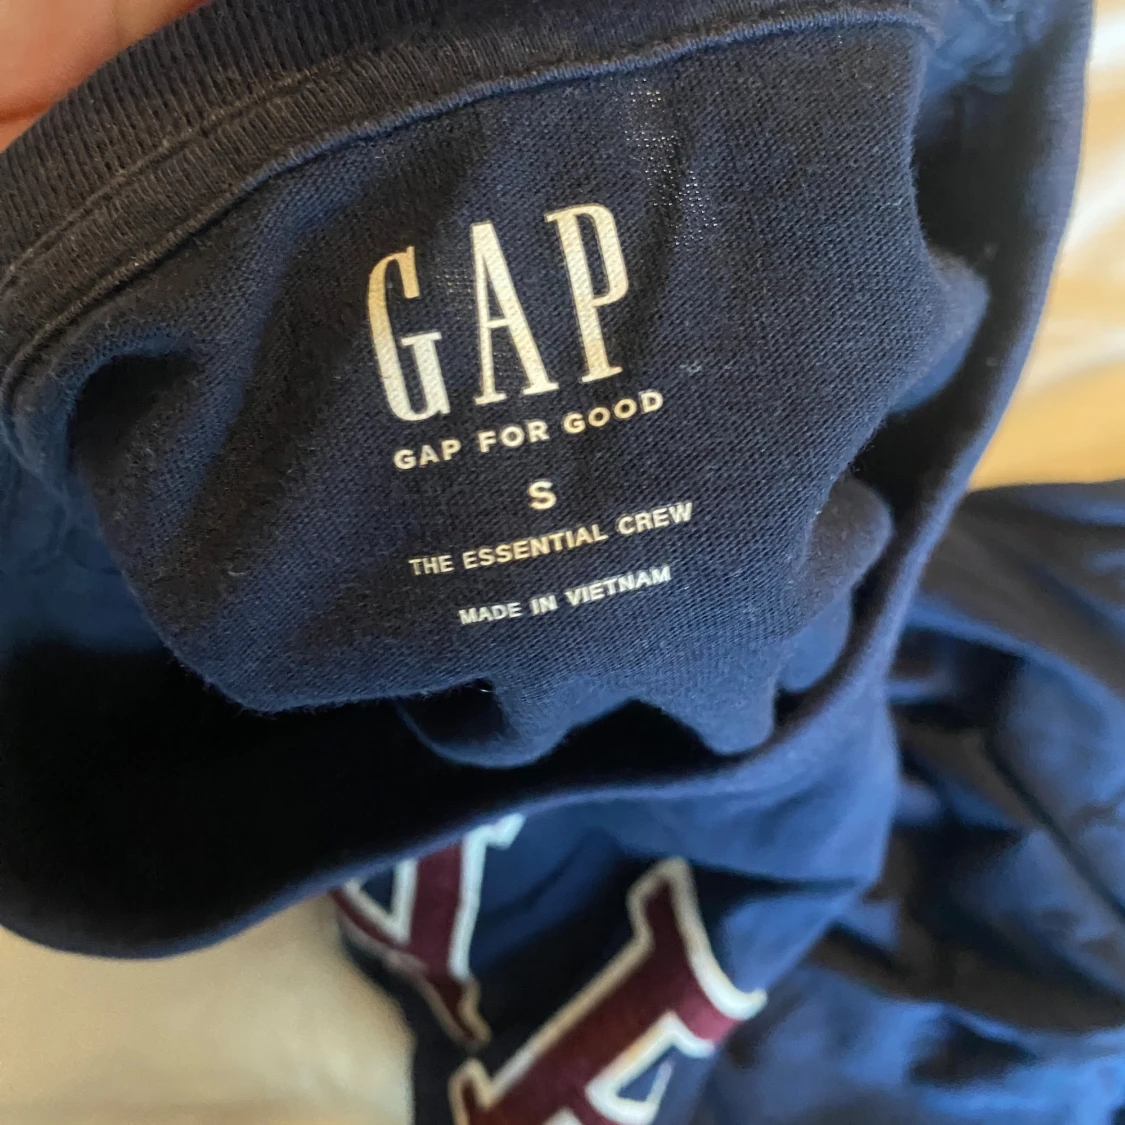 GAP
GAP FOR GOOD
S
THE ESSENTIAL CREW
MADE IN VIETNAM